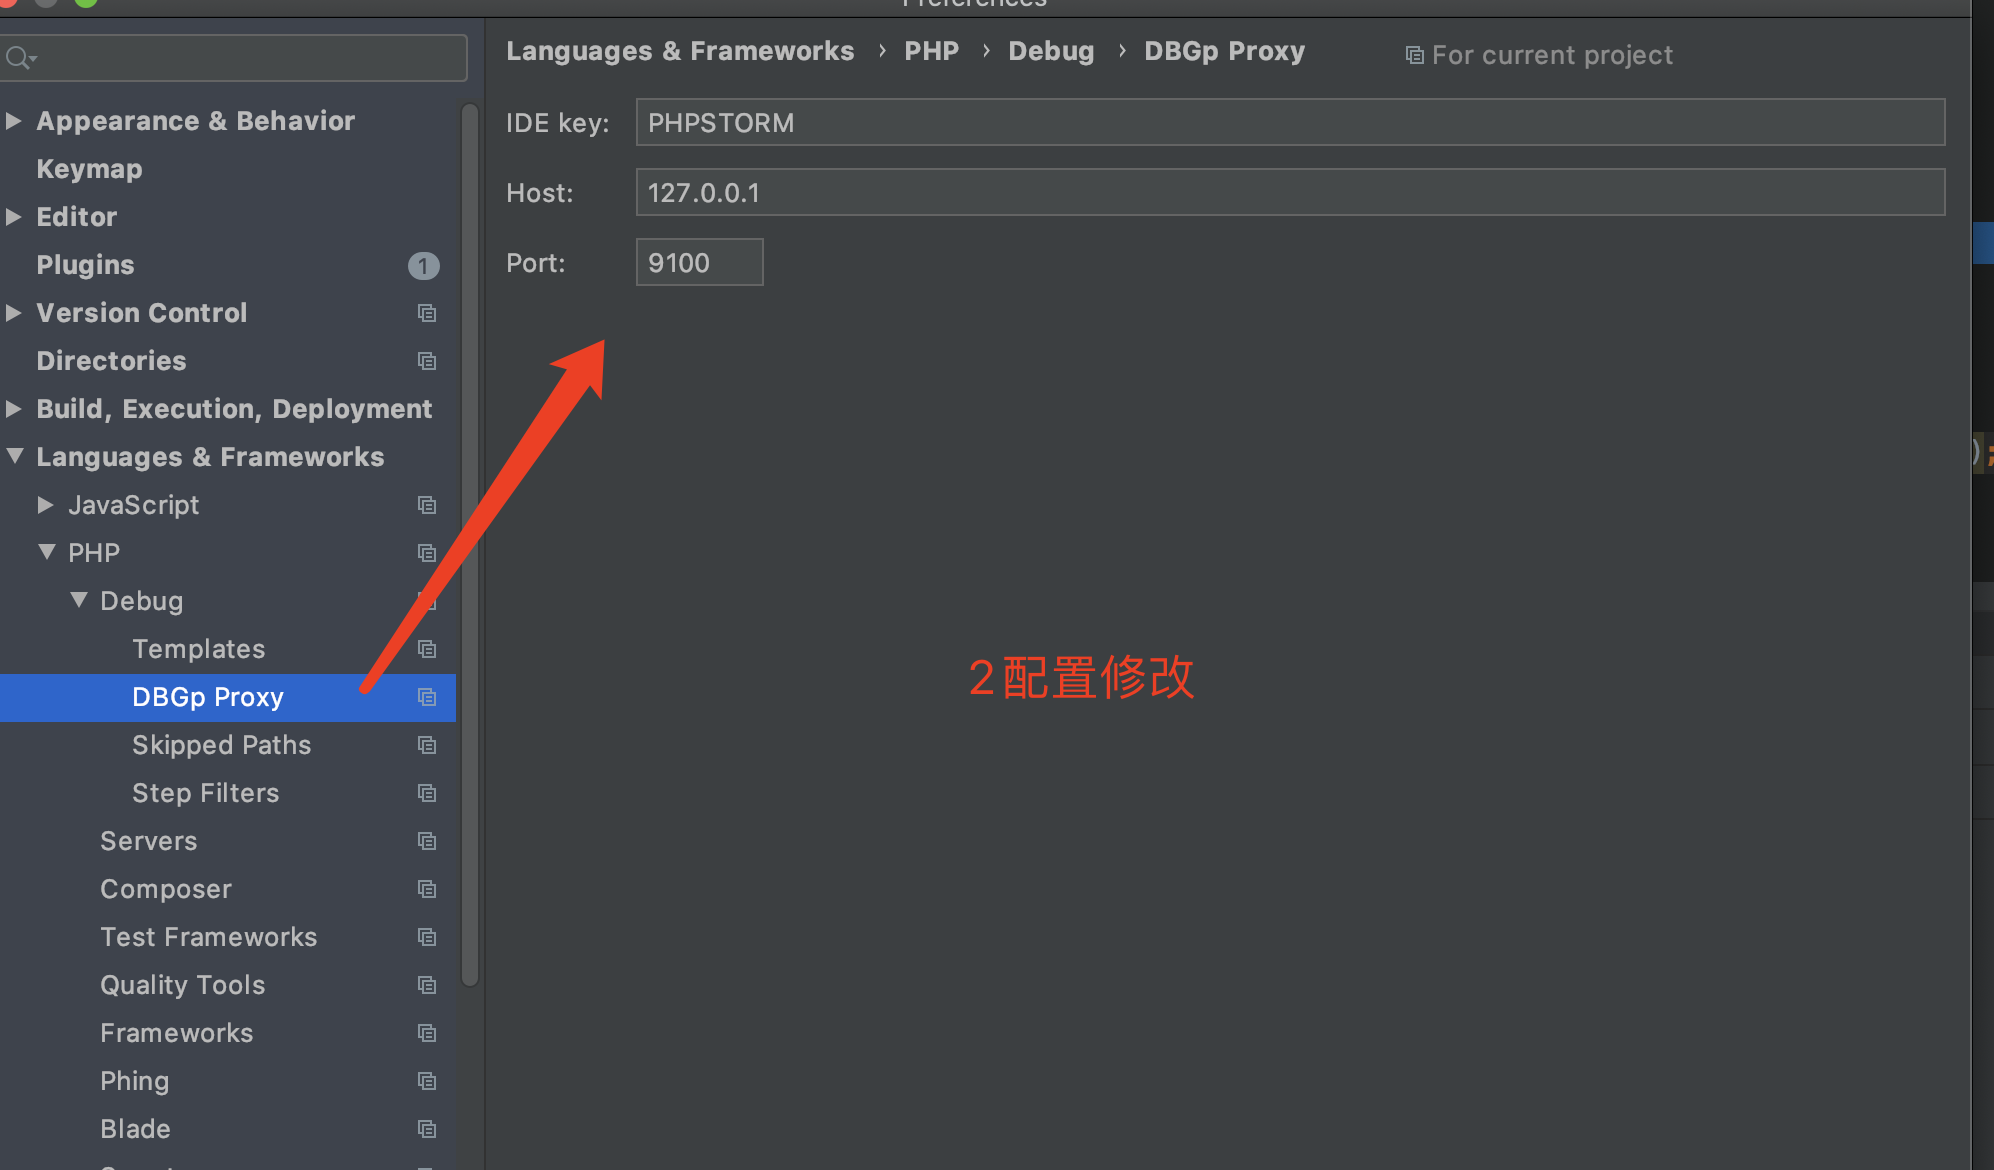 Preferences
Languages & Frameworks › PHP › Debug › DBGp Proxy
For current project
Appearance & Behavior
Keymap
Editor
Plugins 1
Version Control
Directories
Build, Execution, Deployment
Languages & Frameworks
JavaScript
PHP
Debug
Templates
DBGp Proxy
Skipped Paths
Step Filters
Servers
Composer
Test Frameworks
Quality Tools
Frameworks
Phing
Blade
IDE key: PHPSTORM
Host: 127.0.0.1
Port: 9100
2配置修改
);